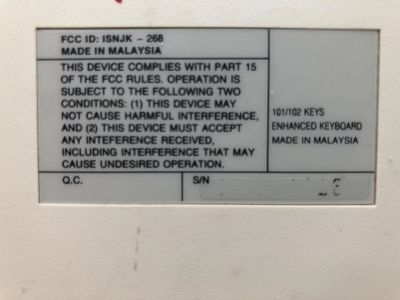 FCC ID: ISNJK - 268
MADE IN MALAYSIA
THIS DEVICE COMPLIES WITH PART 15
OF THE FCC RULES. OPERATION IS
SUBJECT TO THE FOLLOWING TWO
CONDITIONS: (1) THIS DEVICE MAY
NOT CAUSE HARMFUL INTERFERENCE,
AND (2) THIS DEVICE MUST ACCEPT
ANY INTEFERENCE RECEIVED,
INCLUDING INTERFERENCE THAT MAY
CAUSE UNDESIRED OPERATION.
101/102 KEYS
ENHANCED KEYBOARD
MADE IN MALAYSIA
Q.C.
S/N